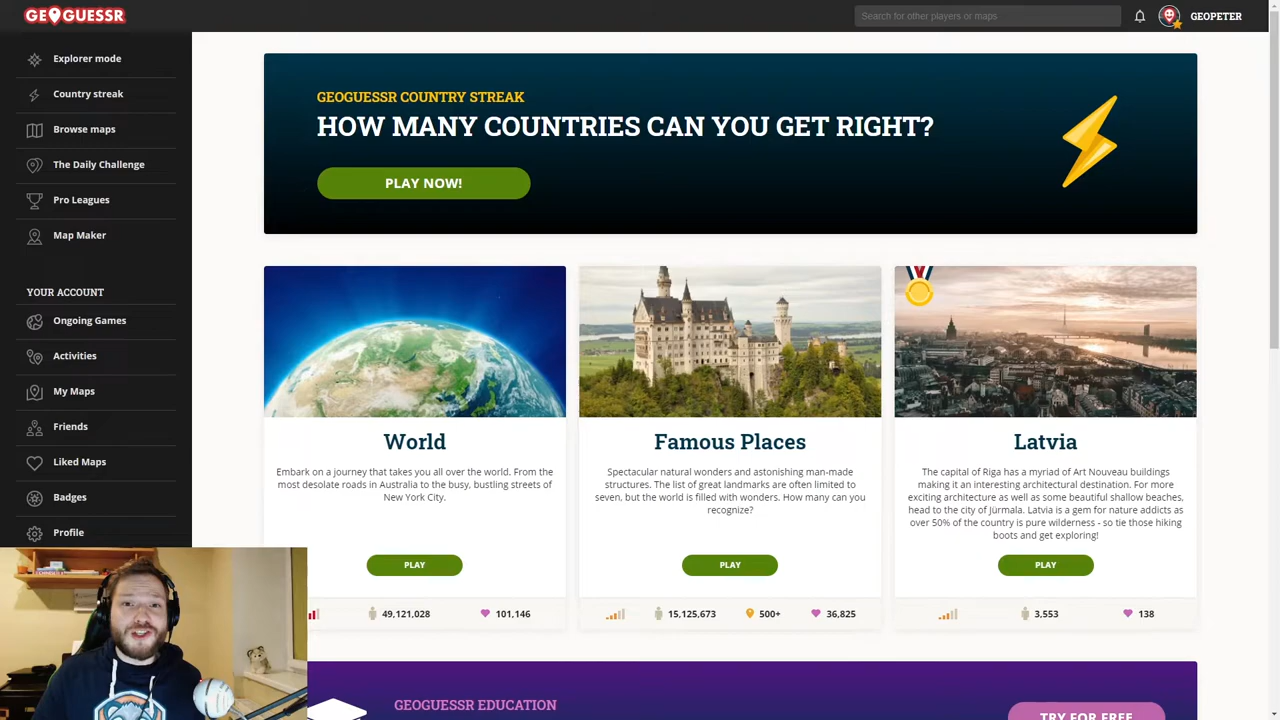 GEOGUESSR
Search for other players or maps
GEOPETER
Explorer mode
Country streak
Browse maps
The Daily Challenge
Pro Leagues
Map Maker
YOUR ACCOUNT
Ongoing Games
Activities
My Maps
Friends
Liked Maps
Badges
Profile
GEOGUESSR COUNTRY STREAK
HOW MANY COUNTRIES CAN YOU GET RIGHT?
PLAY NOW!
World
Embark on a journey that takes you all over the world. From the
most desolate roads in Australia to the busy, bustling streets of
New York City.
PLAY
49,121,028
101,146
Famous Places
Spectacular natural wonders and astonishing man-made
structures. The list of great landmarks are often limited to
seven, but the world is filled with wonders. How many can you
recognize?
PLAY
15,125,673
500+
36,825
Latvia
The capital of Riga has a myriad of Art Nouveau buildings
making it an interesting architectural destination. For more
exciting architecture as well as some beautiful shallow beaches,
head to the city of Jūrmala. Latvia is a gem for nature addicts as
over 50% of the country is pure wilderness - so tie those hiking
boots and get exploring!
PLAY
3,553
138
GEOGUESSR EDUCATION
TRY FOR FREE